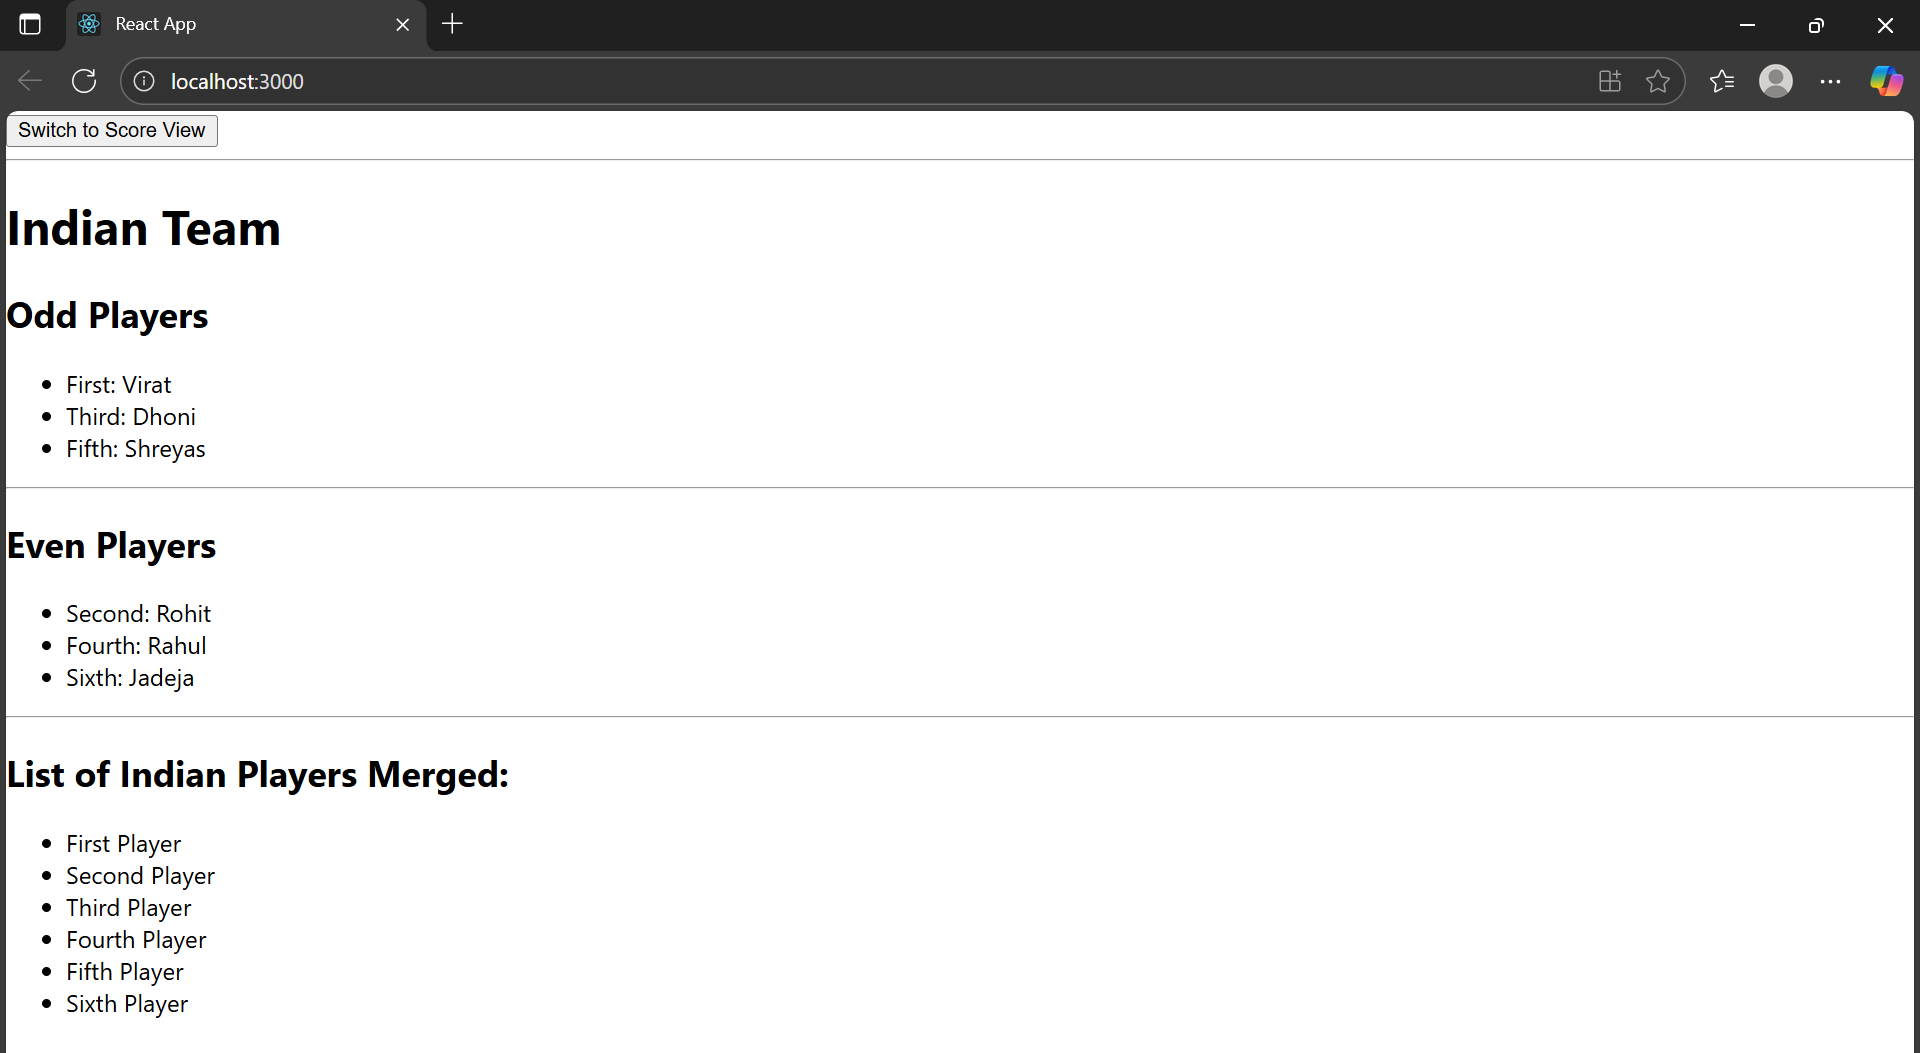 React App
localhost:3000
Switch to Score View
Indian Team
Odd Players
First: Virat
Third: Dhoni
Fifth: Shreyas
Even Players
Second: Rohit
Fourth: Rahul
Sixth: Jadeja
List of Indian Players Merged:
First Player
Second Player
Third Player
Fourth Player
Fifth Player
Sixth Player